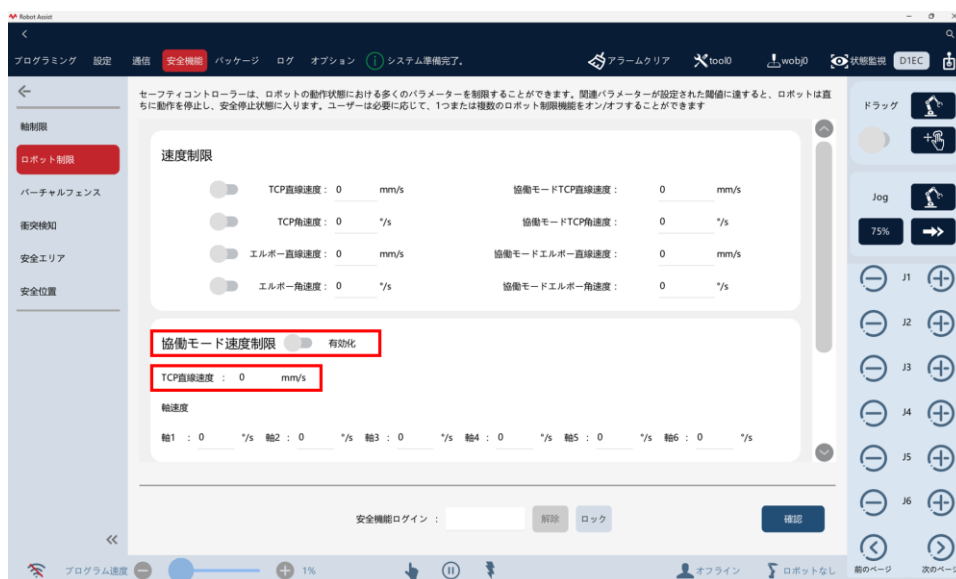 Robot Assist
プログラミング 設定 通信 安全機能 パッケージ ログ オプション i システム準備完了。 アラームクリア tool0 wobj0 状態監視 D1EC
セーフティコントローラーは、ロボットの動作状態における多くのパラメーターを制限することができます。関連パラメーターが設定された閾値に達すると、ロボットは直
ちに動作を停止し、安全停止状態に入ります。ユーザーは必要に応じて、1つまたは複数のロボット制限機能をオン/オフすることができます
軸制限
ロボット制限
バーチャルフェンス
衝突検知
安全エリア
安全位置
速度制限
TCP直線速度： 0 mm/s 協働モードTCP直線速度： 0 mm/s
TCP角速度： 0 °/s 協働モードTCP角速度： 0 °/s
エルボー直線速度： 0 mm/s 協働モードエルボー直線速度： 0 mm/s
エルボー角速度： 0 °/s 協働モードエルボー角速度： 0 °/s
協働モード速度制限 有効化
TCP直線速度 ： 0 mm/s
軸速度
軸1 ：0 °/s 軸2：0 °/s 軸3：0 °/s 軸4：0 °/s 軸5：0 °/s 軸6：0 °/s
安全機能ログイン ： 解除 ロック 確認
ドラッグ
Jog
75%
J1
J2
J3
J4
J5
J6
前のページ 次のページ
プログラム速度 1% オフライン ロボットなし